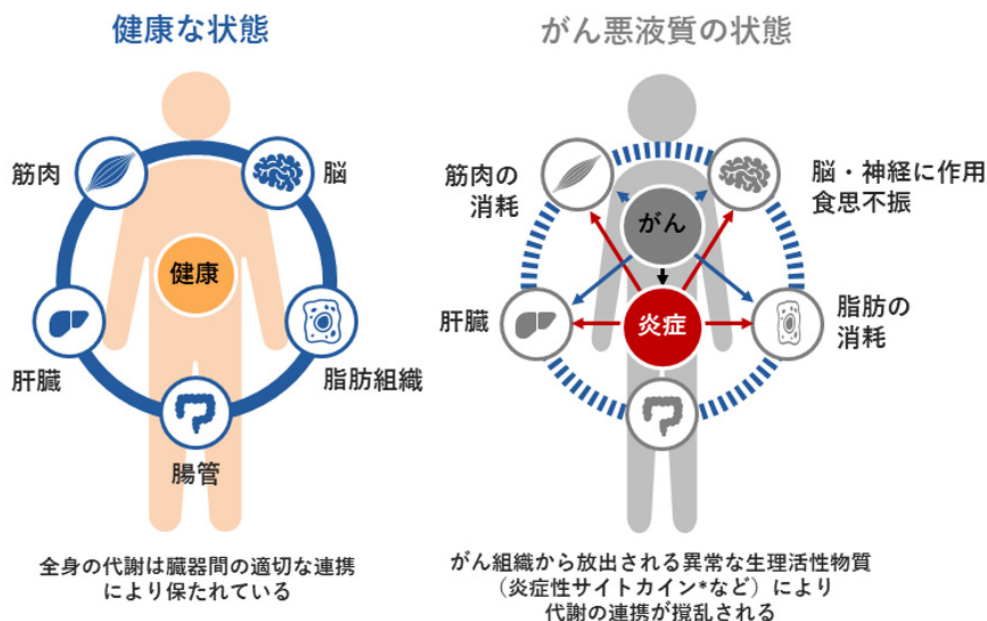 健康な状態
筋肉
脳
健康
肝臓
脂肪組織
腸管
全身の代謝は臓器間の適切な連携
により保たれている
がん悪液質の状態
筋肉の
消耗
脳・神経に作用
食思不振
がん
肝臓
炎症
脂肪の
消耗
がん組織から放出される異常な生理活性物質
（炎症性サイトカイン*など）により
代謝の連携が撹乱される